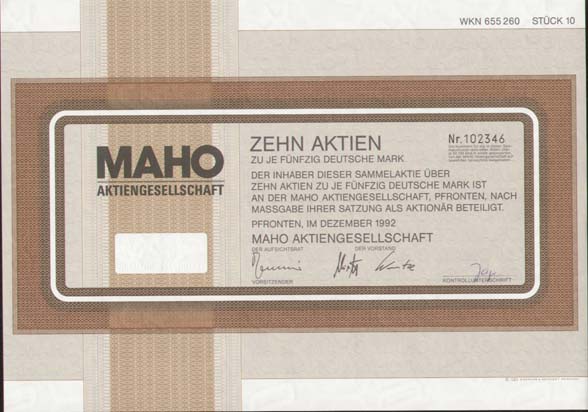 WKN 655 260 STÜCK 10
MAHO
AKTIENGESELLSCHAFT
ZEHN AKTIEN
ZU JE FÜNFZIG DEUTSCHE MARK
Nr. 102346
DER INHABER DIESER SAMMELAKTIE ÜBER
ZEHN AKTIEN ZU JE FÜNFZIG DEUTSCHE MARK IST
AN DER MAHO AKTIENGESELLSCHAFT, PFRONTEN, NACH
MASSGABE IHRER SATZUNG ALS AKTIONÄR BETEILIGT.
PFRONTEN, IM DEZEMBER 1992
MAHO AKTIENGESELLSCHAFT
DER AUFSICHTSRAT DER VORSTAND
VORSITZENDER KONTROLLUNTERSCHRIFT